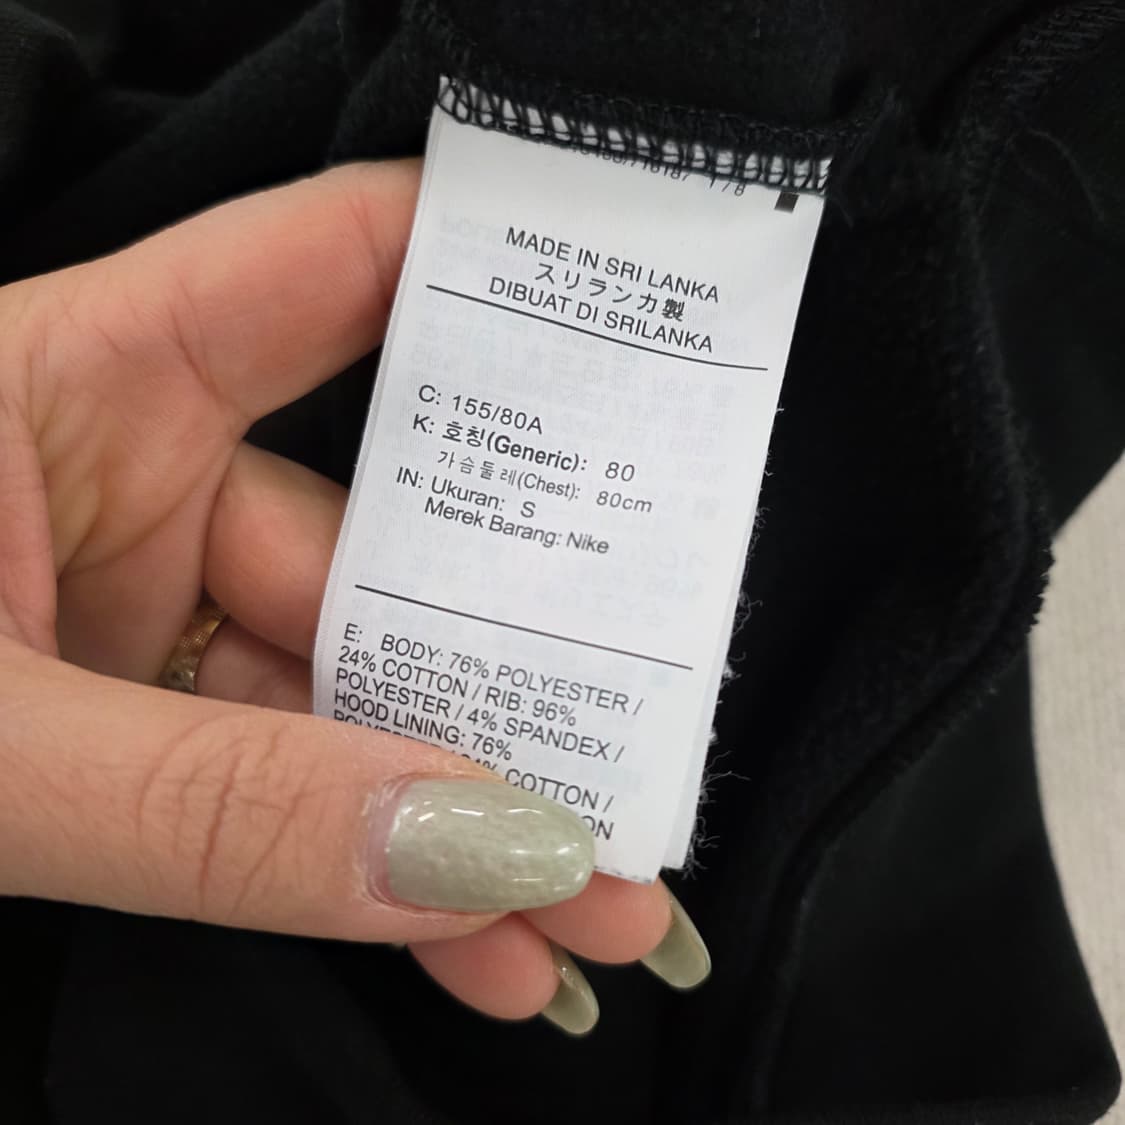 1 / 8
MADE IN SRI LANKA
スリランカ製
DIBUAT DI SRILANKA
C: 155/80A
K: 호칭(Generic): 80
가슴둘레(Chest): 80cm
IN: Ukuran: S
Merek Barang: Nike
E: BODY: 76% POLYESTER /
24% COTTON / RIB: 96%
POLYESTER / 4% SPANDEX /
HOOD LINING: 76%
COTTON /